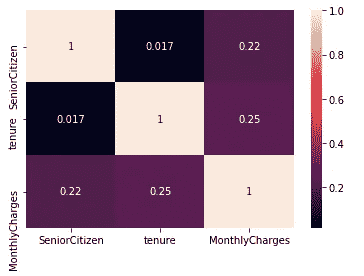 SeniorCitizen
tenure
MonthlyCharges
1
0.017
0.22
0.017
1
0.25
0.22
0.25
1
SeniorCitizen
tenure
MonthlyCharges
1.0
0.8
0.6
0.4
0.2